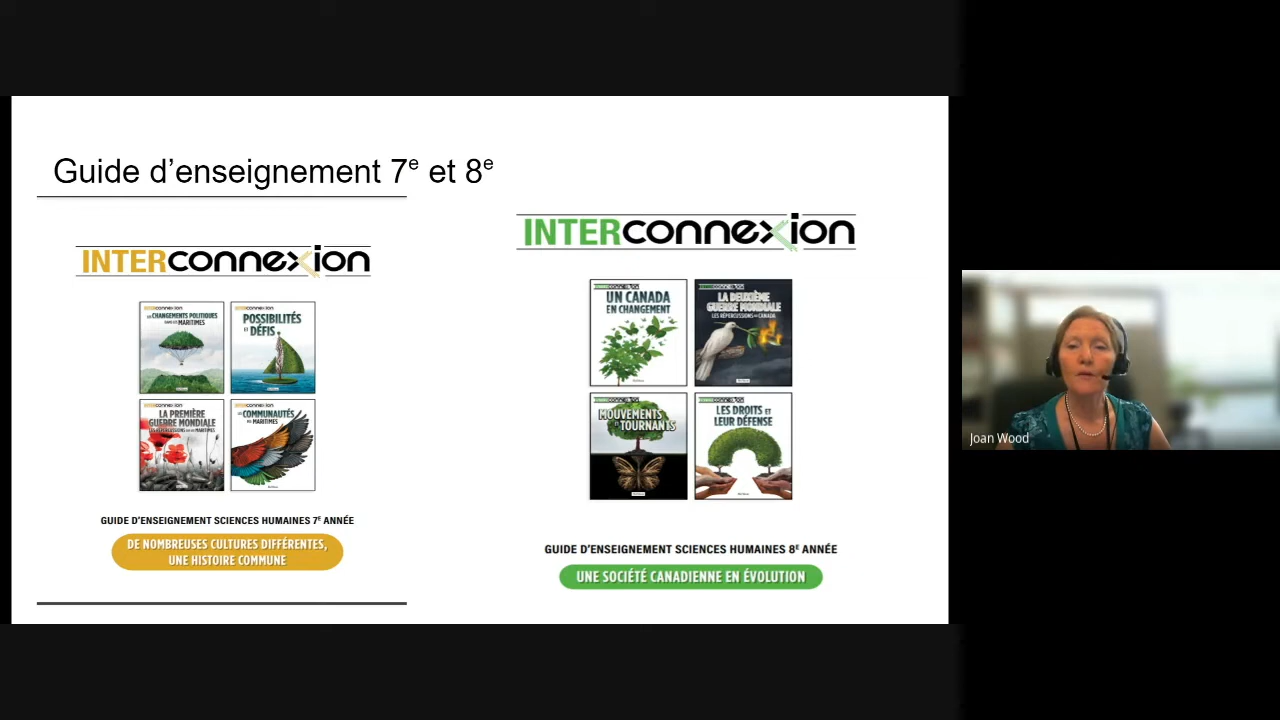 Guide d’enseignement 7e et 8e
INTERconnexion
LES CHANGEMENTS POLITIQUES
DANS LES MARITIMES
POSSIBILITÉS
ET DÉFIS
LA PREMIÈRE
GUERRE MONDIALE
LES COMMUNAUTÉS
DES MARITIMES
GUIDE D’ENSEIGNEMENT SCIENCES HUMAINES 7E ANNÉE
DE NOMBREUSES CULTURES DIFFÉRENTES,
UNE HISTOIRE COMMUNE
INTERconnexion
UN CANADA
EN CHANGEMENT
LA DEUXIÈME
GUERRE MONDIALE
LES RÉPERCUSSIONS AU CANADA
MOUVEMENTS
ET TOURNANTS
LES DROITS ET
LEUR DÉFENSE
GUIDE D’ENSEIGNEMENT SCIENCES HUMAINES 8E ANNÉE
UNE SOCIÉTÉ CANADIENNE EN ÉVOLUTION
Joan Wood